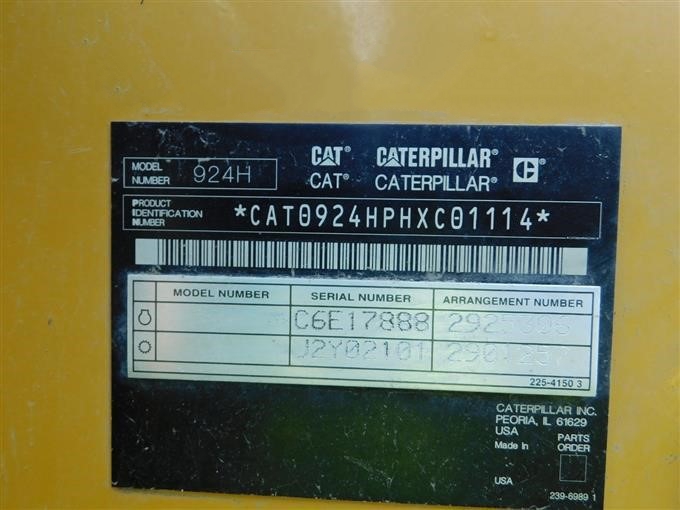 CAT® CATERPILLAR®
MODEL NUMBER 924H
CAT® CATERPILLAR®
PRODUCT IDENTIFICATION NUMBER *CAT0924HPHXC01114*
MODEL NUMBER SERIAL NUMBER ARRANGEMENT NUMBER
C6E17888
J2Y02101
225-4150 3
CATERPILLAR INC.
PEORIA, IL 61629
USA
Made In
PARTS ORDER
USA
239-6989 1